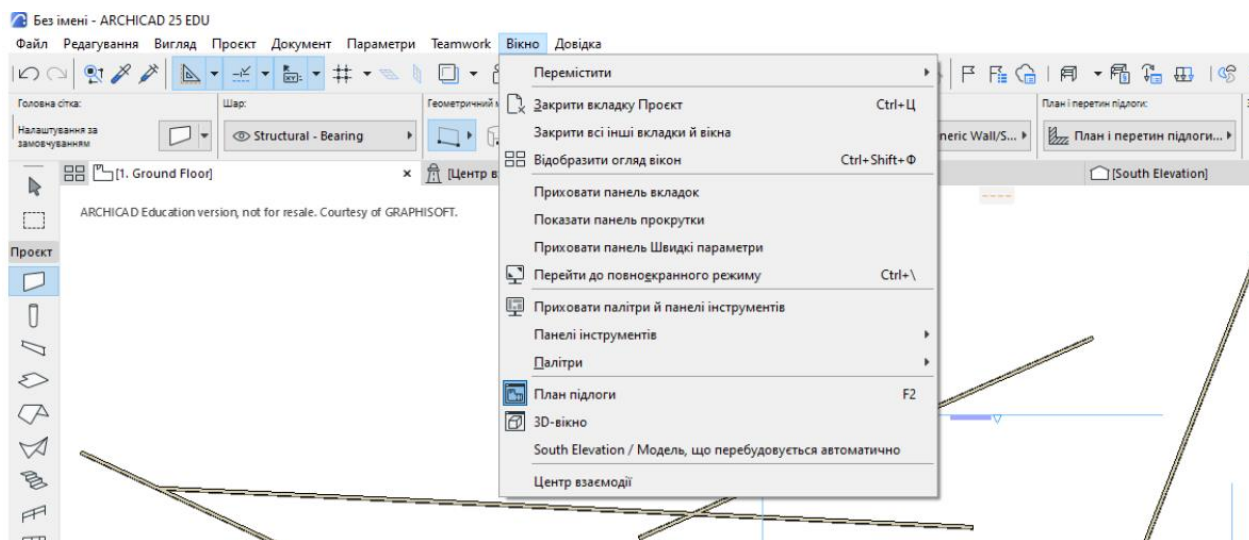 Без імені - ARCHICAD 25 EDU
Файл Редагування Вигляд Проєкт Документ Параметри Teamwork Вікно Довідка
Головна сітка:
Шар:
Геометричний
План і перетин підлоги:
Налаштування за
замовчуванням
Structural - Bearing
neric Wall/S...
План і перетин підлоги...
[1. Ground Floor]
[Центр в
[South Elevation]
ARCHICAD Education version, not for resale. Courtesy of GRAPHISOFT.
Проєкт
Перемістити
Закрити вкладку Проєкт Ctrl+Ц
Закрити всі інші вкладки й вікна
Відобразити огляд вікон Ctrl+Shift+Ф
Приховати панель вкладок
Показати панель прокрутки
Приховати панель Швидкі параметри
Перейти до повноекранного режиму Ctrl+\
Приховати палітри й панелі інструментів
Панелі інструментів
Палітри
План підлоги F2
3D-вікно
South Elevation / Модель, що перебудовується автоматично
Центр взаємодії